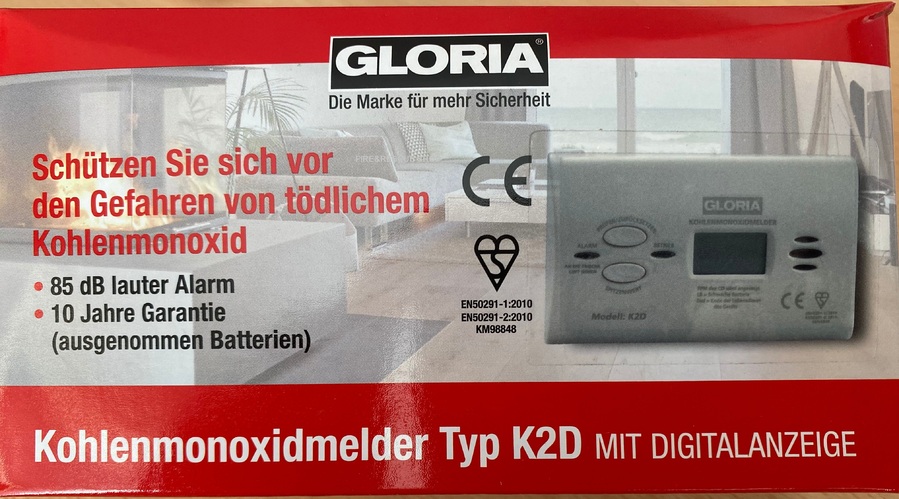 GLORIA®
Die Marke für mehr Sicherheit
Schützen Sie sich vor
den Gefahren von tödlichem
Kohlenmonoxid
• 85 dB lauter Alarm
• 10 Jahre Garantie
(ausgenommen Batterien)
CE
EN50291-1:2010
EN50291-2:2010
KM98848
GLORIA
KOHLENMONOXIDMELDER
ALARM
BETRIEB
Modell: K2D
CE
Kohlenmonoxidmelder Typ K2D MIT DIGITALANZEIGE